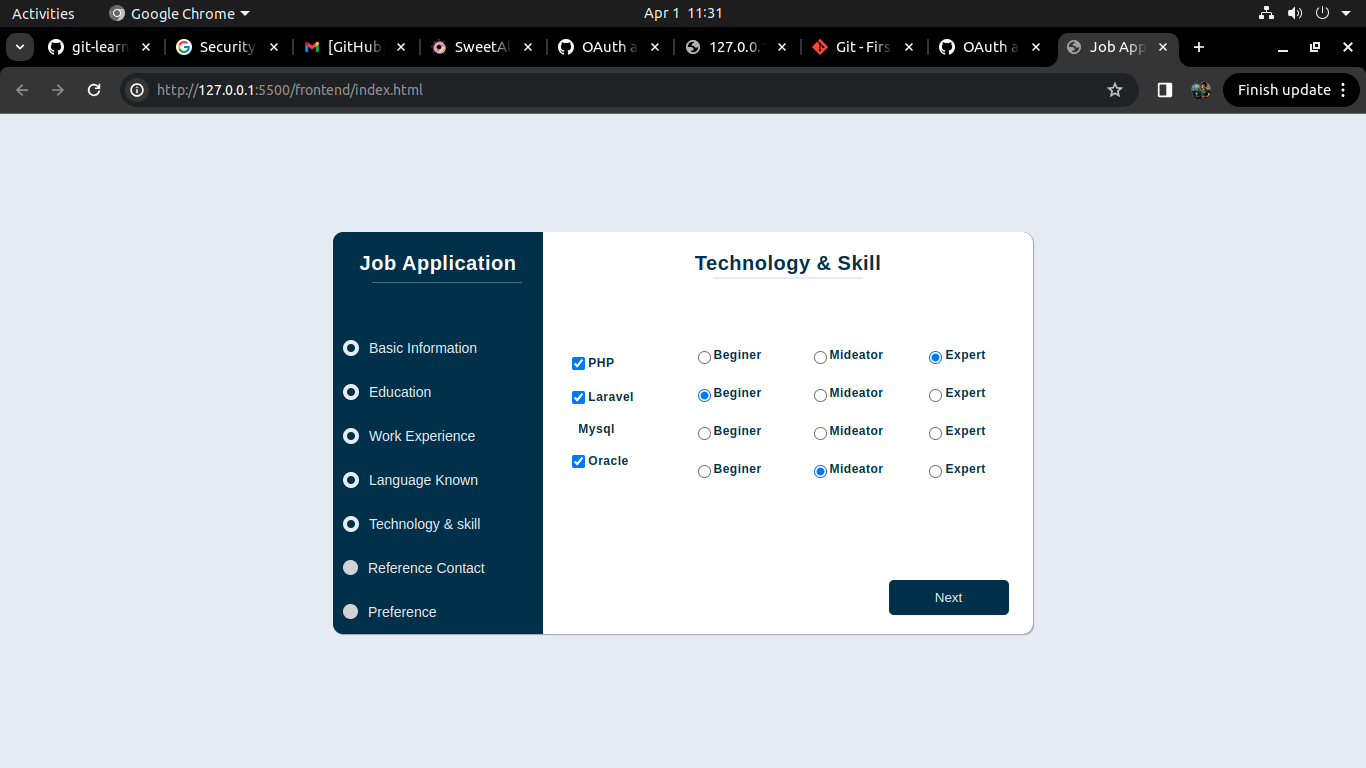 Activities Google Chrome Apr 1 11:31
git-learn Security [GitHub] SweetAl OAuth a 127.0.0. Git - Firs OAuth a Job App
http://127.0.0.1:5500/frontend/index.html Finish update
Job Application
Basic Information
Education
Work Experience
Language Known
Technology & skill
Reference Contact
Preference
Technology & Skill
PHP Beginer Mideator Expert
Laravel Beginer Mideator Expert
Mysql Beginer Mideator Expert
Oracle Beginer Mideator Expert
Next